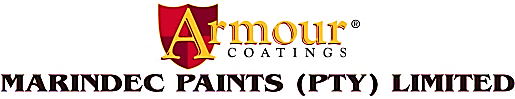 Armour®
COATINGS
MARINDEC PAINTS (PTY) LIMITED